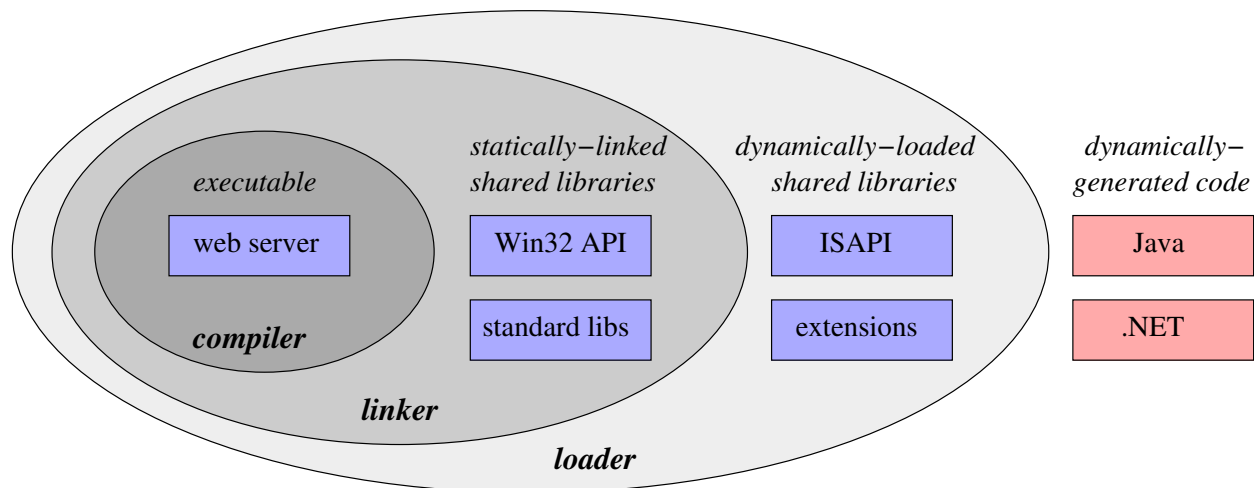 executable
web server
compiler
statically−linked
shared libraries
Win32 API
standard libs
linker
dynamically−loaded
shared libraries
ISAPI
extensions
loader
dynamically−
generated code
Java
.NET